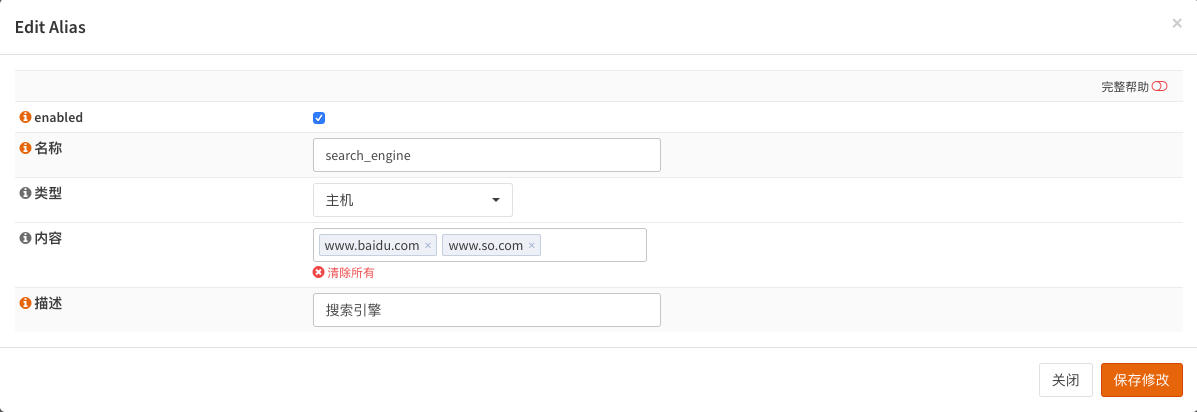 Edit Alias ×
完整帮助
enabled
名称 search_engine
类型 主机
内容 www.baidu.com × www.so.com ×
清除所有
描述 搜索引擎
关闭 保存修改